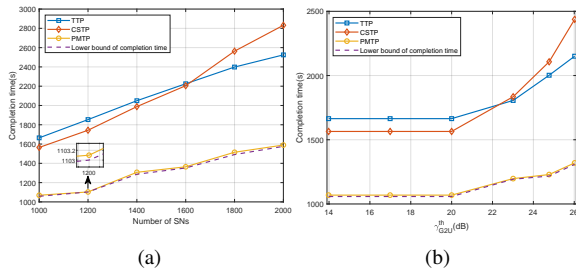 (a)
3000
2800
2600
2400
2200
2000
1800
1600
1400
1200
1000
Completion time(s)
TTP
CSTP
PMTP
Lower bound of completion time
1103.2
1103
1200
1000 1200 1400 1600 1800 2000
Number of SNs
(a)
(b)
2500
2000
1500
1000
Completion time(s)
TTP
CSTP
PMTP
Lower bound of completion time
14 16 18 20 22 24 26
γ^th_G2U(dB)
(b)